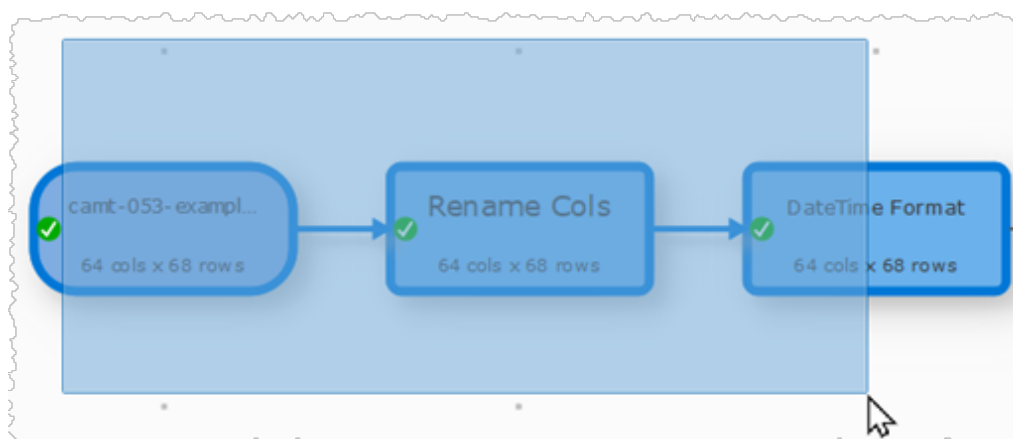 camt-053-exampl...
64 cols x 68 rows
Rename Cols
64 cols x 68 rows
DateTime Format
64 cols x 68 rows